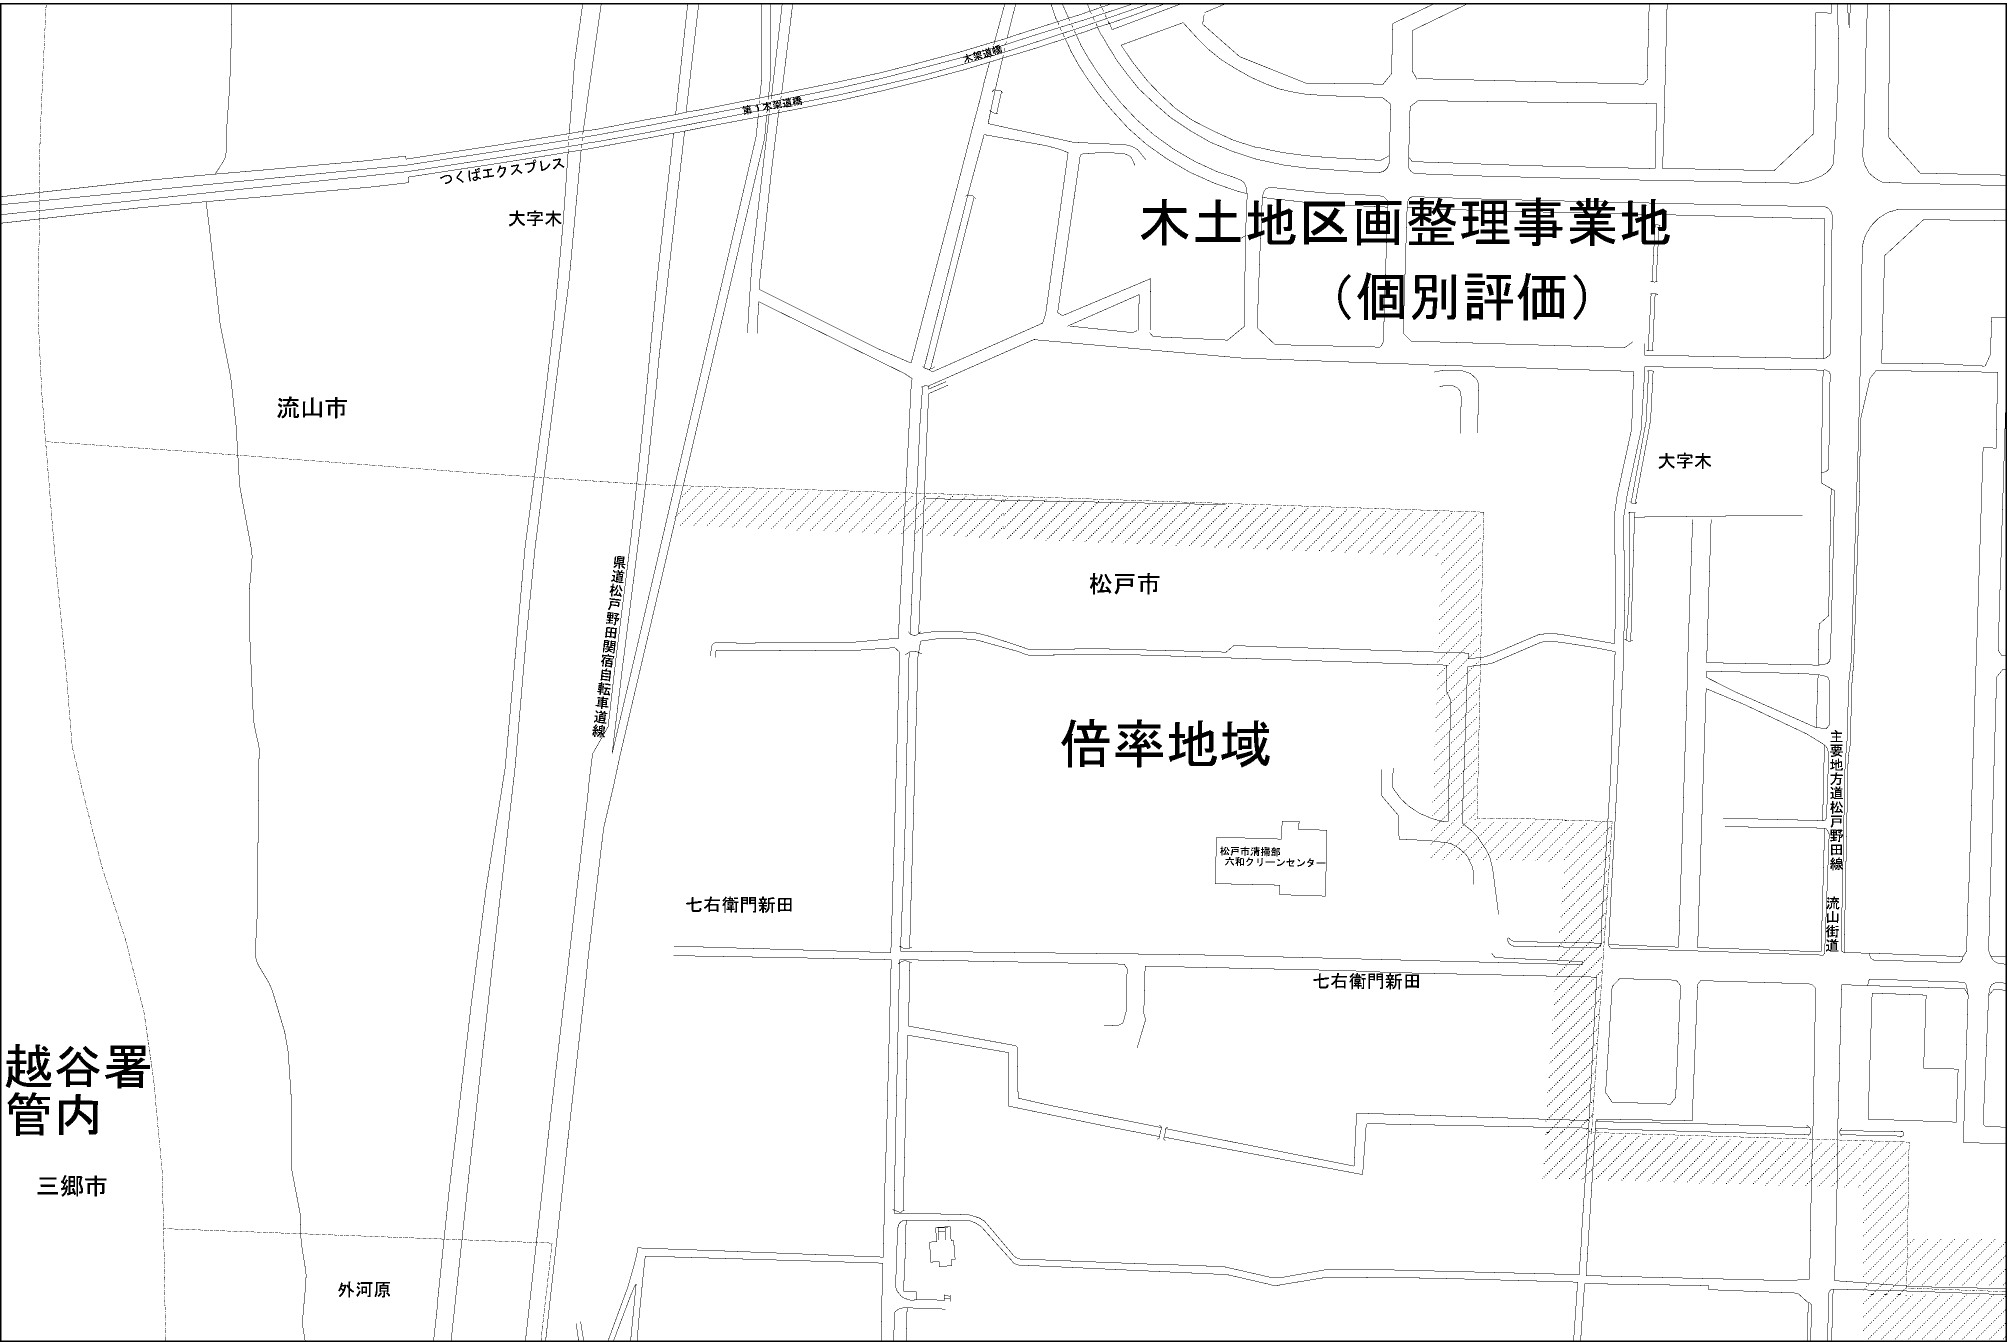 木架道橋
第1木架道橋
つくばエクスプレス
大字木
木土地区画整理事業地
（個別評価）
流山市
大字木
県道松戸野田関宿自転車道線
松戸市
倍率地域
主要地方道松戸野田線
流山街道
松戸市清掃部
六和クリーンセンター
七右衛門新田
七右衛門新田
越谷署
管内
三郷市
外河原